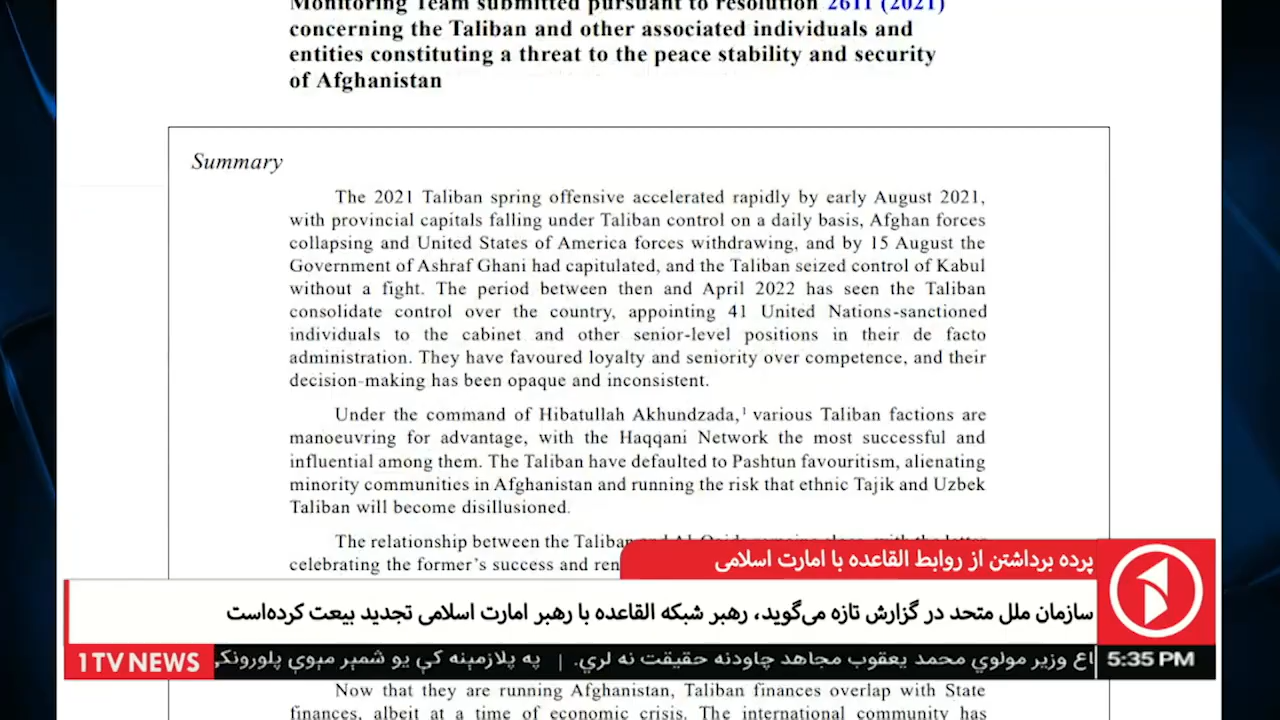 Monitoring Team submitted pursuant to resolution 2611 (2021)
concerning the Taliban and other associated individuals and
entities constituting a threat to the peace stability and security
of Afghanistan
Summary
The 2021 Taliban spring offensive accelerated rapidly by early August 2021,
with provincial capitals falling under Taliban control on a daily basis, Afghan forces
collapsing and United States of America forces withdrawing, and by 15 August the
Government of Ashraf Ghani had capitulated, and the Taliban seized control of Kabul
without a fight. The period between then and April 2022 has seen the Taliban
consolidate control over the country, appointing 41 United Nations-sanctioned
individuals to the cabinet and other senior-level positions in their de facto
administration. They have favoured loyalty and seniority over competence, and their
decision-making has been opaque and inconsistent.
Under the command of Hibatullah Akhundzada,¹ various Taliban factions are
manoeuvring for advantage, with the Haqqani Network the most successful and
influential among them. The Taliban have defaulted to Pashtun favouritism, alienating
minority communities in Afghanistan and running the risk that ethnic Tajik and Uzbek
Taliban will become disillusioned.
The relationship between the Taliban
celebrating the former's success and
پرده برداشتن از روابط القاعده با امارت اسلامی
سازمان ملل متحد در گزارش تازه می‌گوید، رهبر شبکه القاعده با رهبر امارت اسلامی تجدید بیعت کرده‌است
1TV NEWS
اع وزیر مولوي محمد یعقوب مجاهد چاودنه حقیقت نه لري. | په پلازمېنه کې یو شمېر مېوې پلورونکي
5:35 PM
Now that they are running Afghanistan, Taliban finances overlap with State
finances, albeit at a time of economic crisis. The international community has